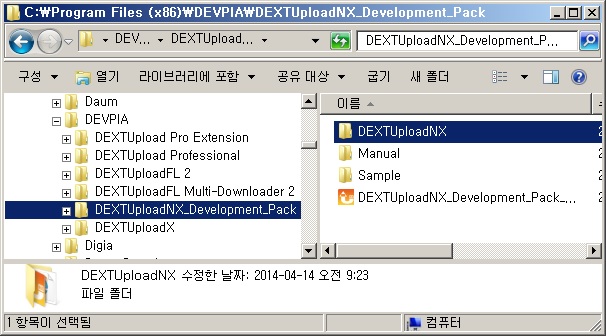 C:₩Program Files (x86)₩DEVPIA₩DEXTUploadNX_Development_Pack
DEV... DEXTUpload... DEXTUploadNX_Development_P...
구성 열기 라이브러리에 포함 공유 대상 굽기 새 폴더
Daum
DEVPIA
DEXTUpload Pro Extension
DEXTUpload Professional
DEXTUploadFL 2
DEXTUploadFL Multi-Downloader 2
DEXTUploadNX_Development_Pack
DEXTUploadX
Digia
이름
DEXTUploadNX
Manual
Sample
DEXTUploadNX_Development_Pack_...
DEXTUploadNX 수정한 날짜: 2014-04-14 오전 9:23
파일 폴더
1 항목이 선택됨 컴퓨터